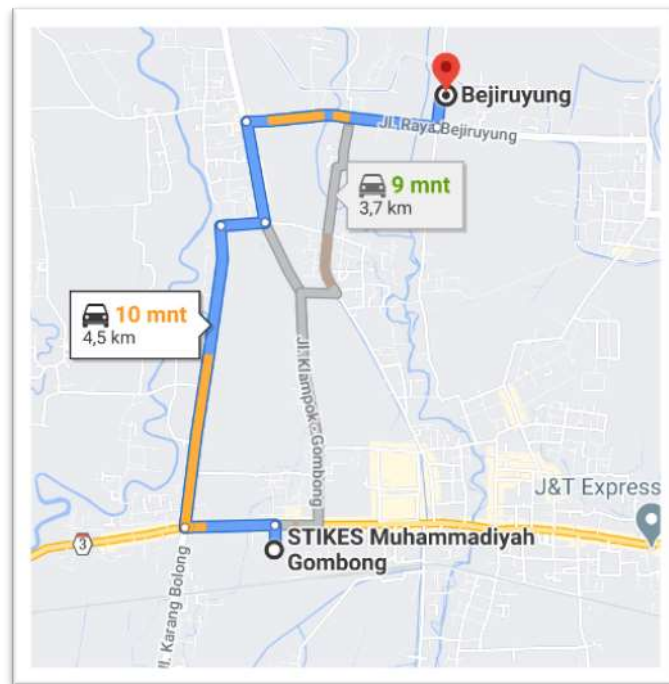 Bejiruyung
Jl. Raya Bejiruyung
9 mnt
3,7 km
10 mnt
4,5 km
Jl. Klampok - Gombong
J&T Express
STIKES Muhammadiyah
Gombong
3
Jl. Karang Bolong